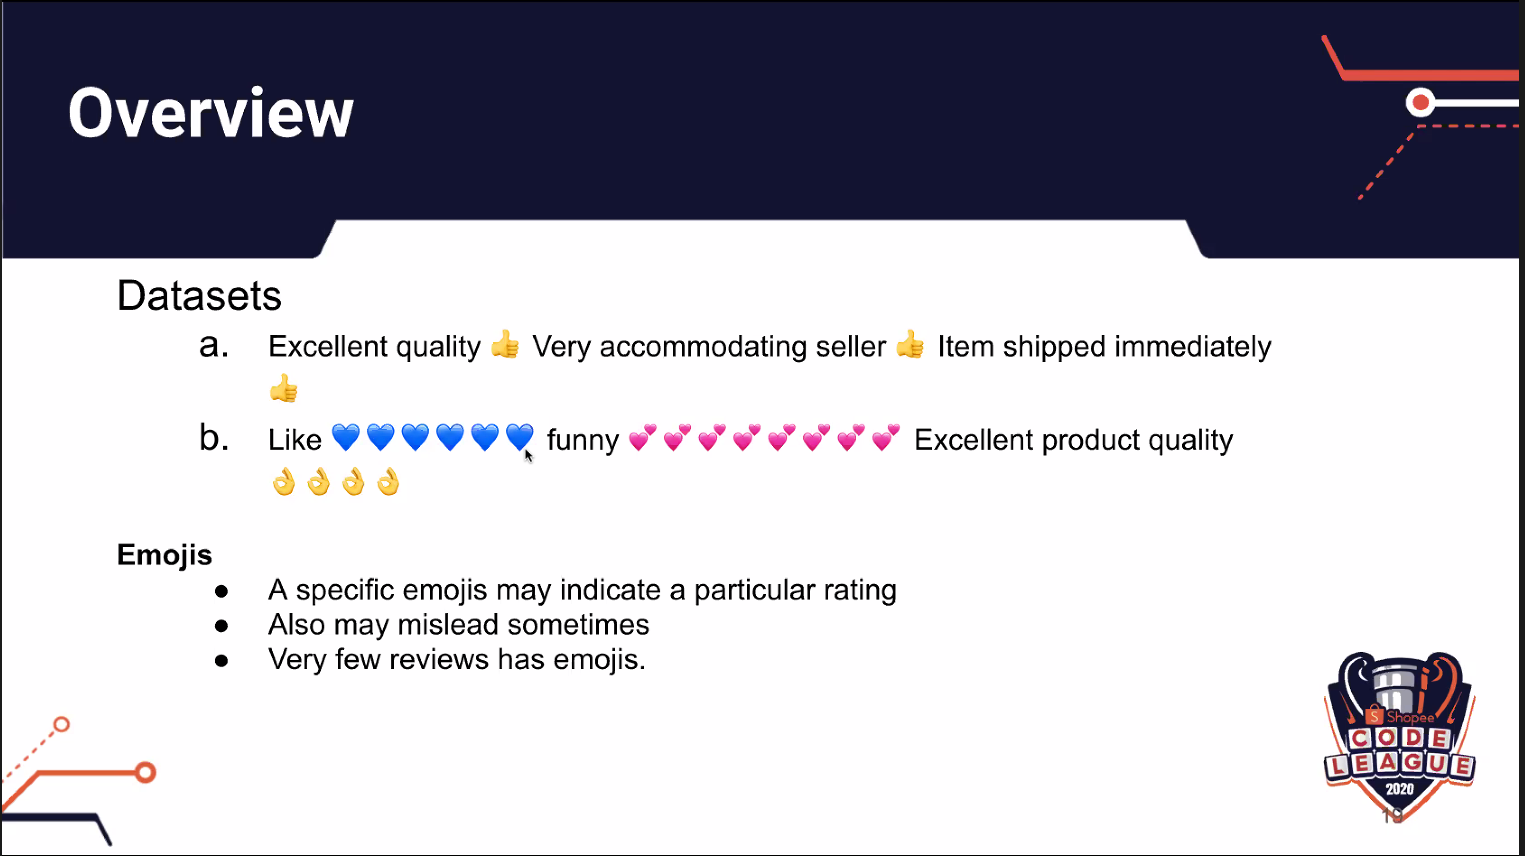 Overview
Datasets
a. Excellent quality 👍 Very accommodating seller 👍 Item shipped immediately
👍
b. Like 💙💙💙💙💙💙 funny 💕💕💕💕💕💕💕💕 Excellent product quality
👌👌👌👌
Emojis
● A specific emojis may indicate a particular rating
● Also may mislead sometimes
● Very few reviews has emojis.
S Shopee
CODE
LEAGUE
2020
19